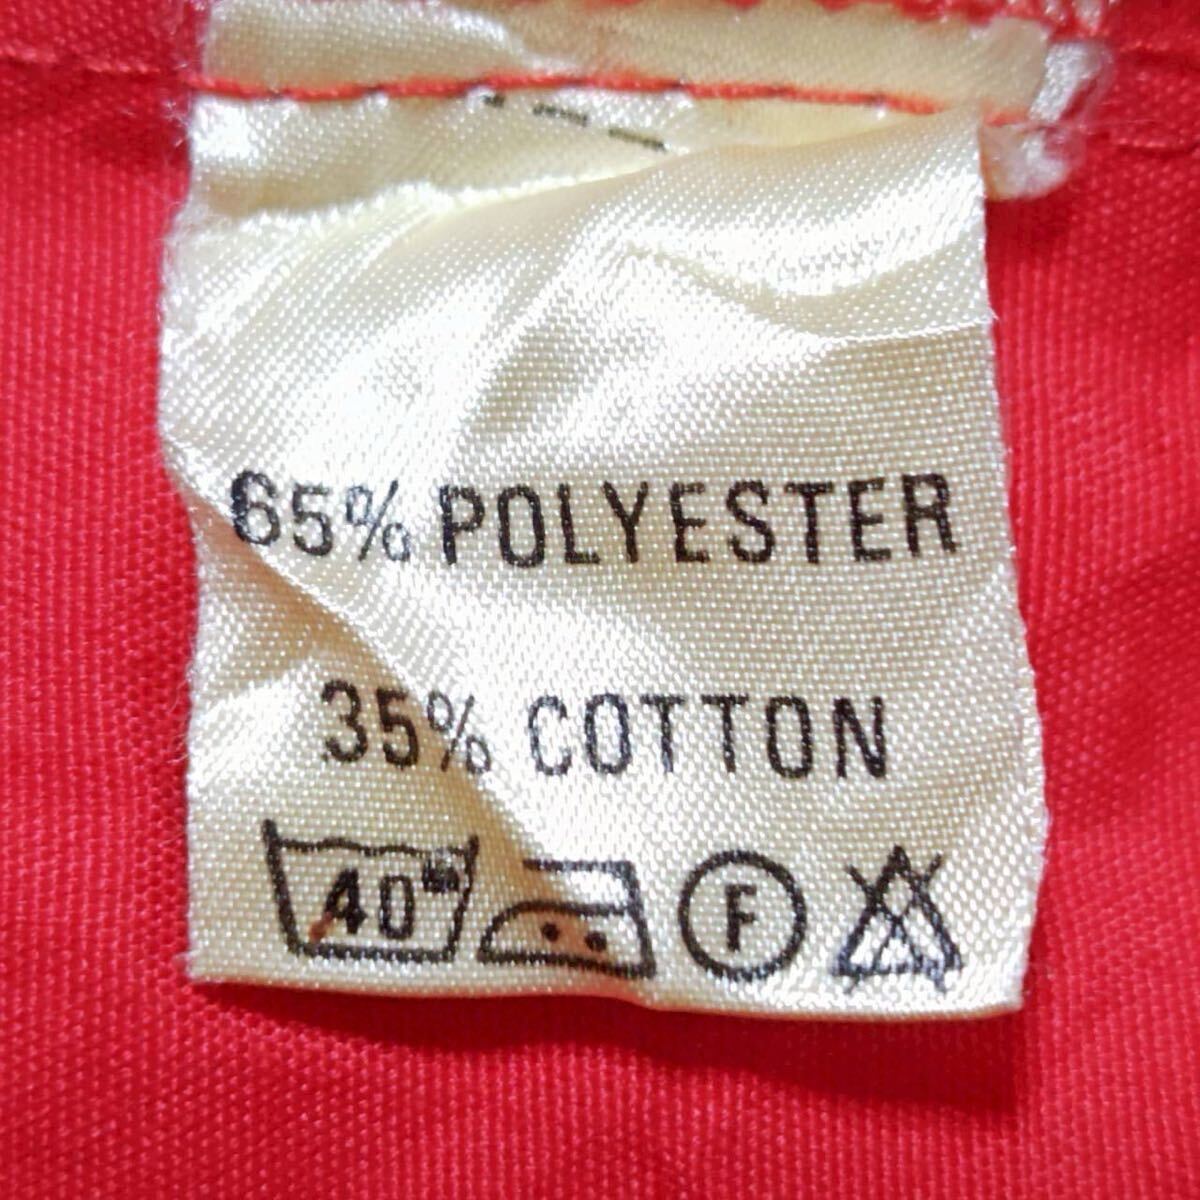 65% POLYESTER
35% COTTON
40° F